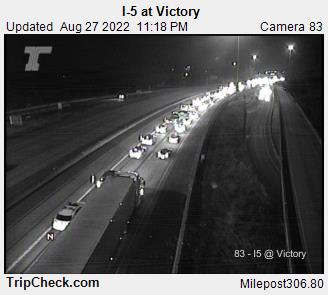 I-5 at Victory
Updated Aug 27 2022 11:18 PM Camera 83
T
N
83 - I5 @ Victory
TripCheck.com Milepost306.80